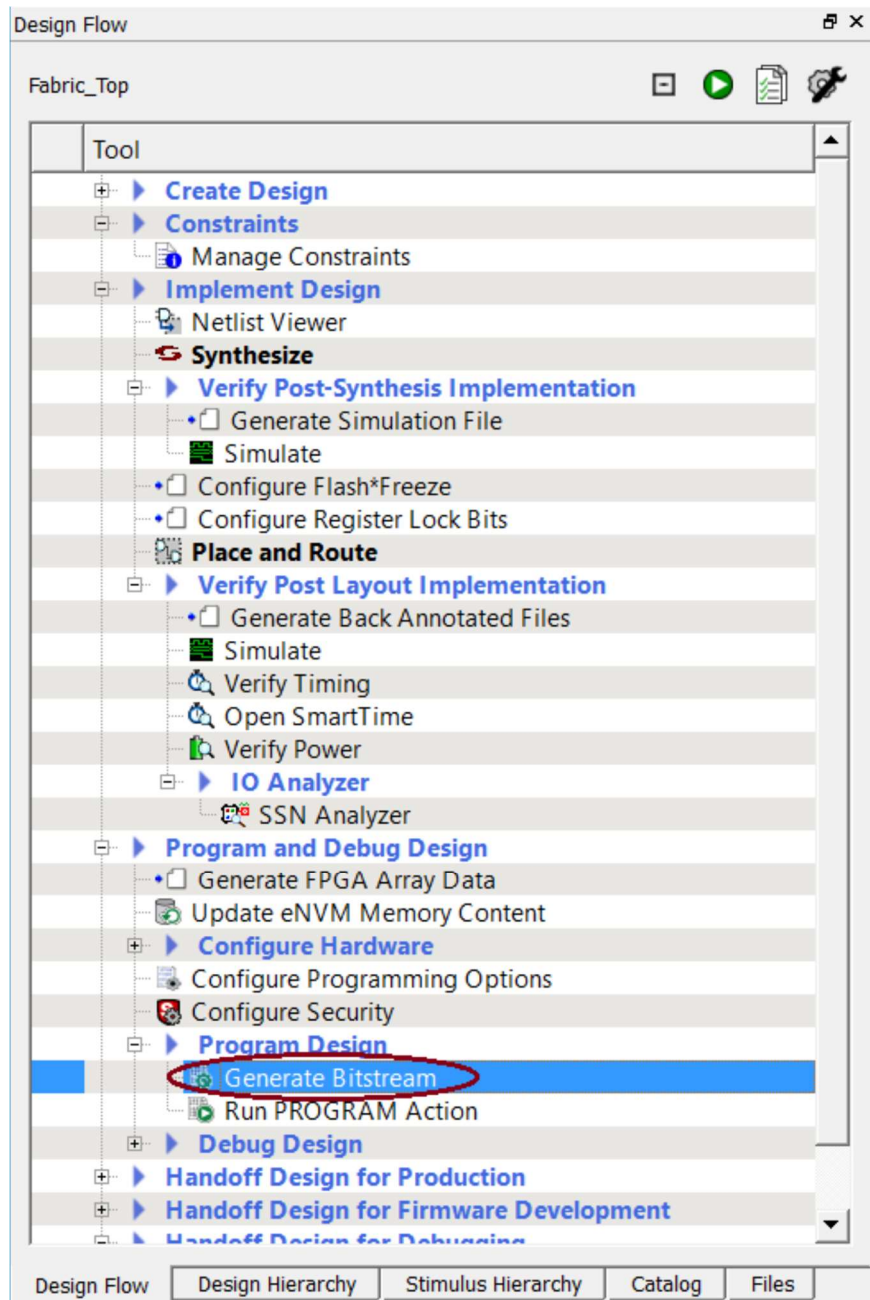 Design Flow
Fabric_Top
Tool
Create Design
Constraints
Manage Constraints
Implement Design
Netlist Viewer
Synthesize
Verify Post-Synthesis Implementation
Generate Simulation File
Simulate
Configure Flash*Freeze
Configure Register Lock Bits
Place and Route
Verify Post Layout Implementation
Generate Back Annotated Files
Simulate
Verify Timing
Open SmartTime
Verify Power
IO Analyzer
SSN Analyzer
Program and Debug Design
Generate FPGA Array Data
Update eNVM Memory Content
Configure Hardware
Configure Programming Options
Configure Security
Program Design
Generate Bitstream
Run PROGRAM Action
Debug Design
Handoff Design for Production
Handoff Design for Firmware Development
Handoff Design for Debugging
Design Flow Design Hierarchy Stimulus Hierarchy Catalog Files